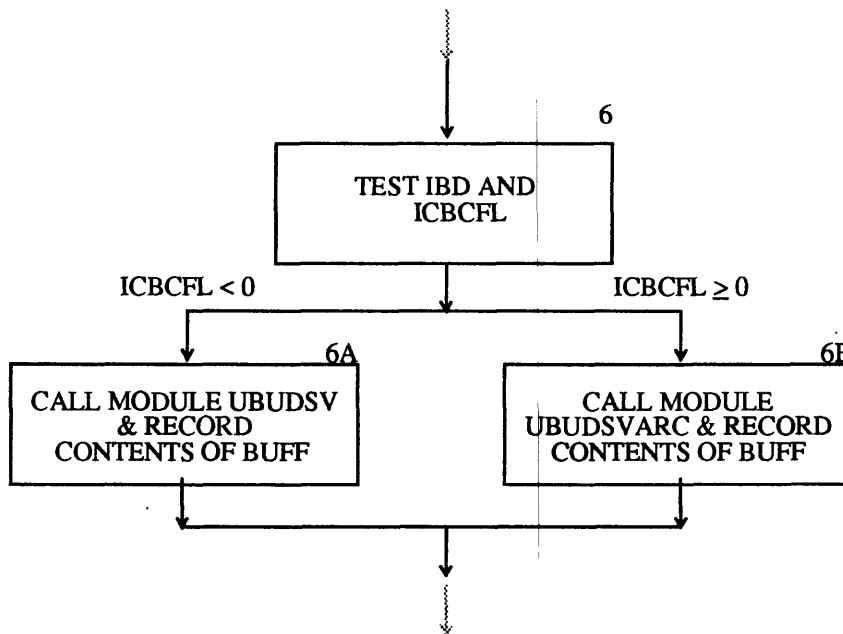 6
TEST IBD AND
ICBCFL
ICBCFL < 0
ICBCFL ≥ 0
6A
CALL MODULE UBUDSV
& RECORD
CONTENTS OF BUFF
6B
CALL MODULE
UBUDSVARC & RECORD
CONTENTS OF BUFF